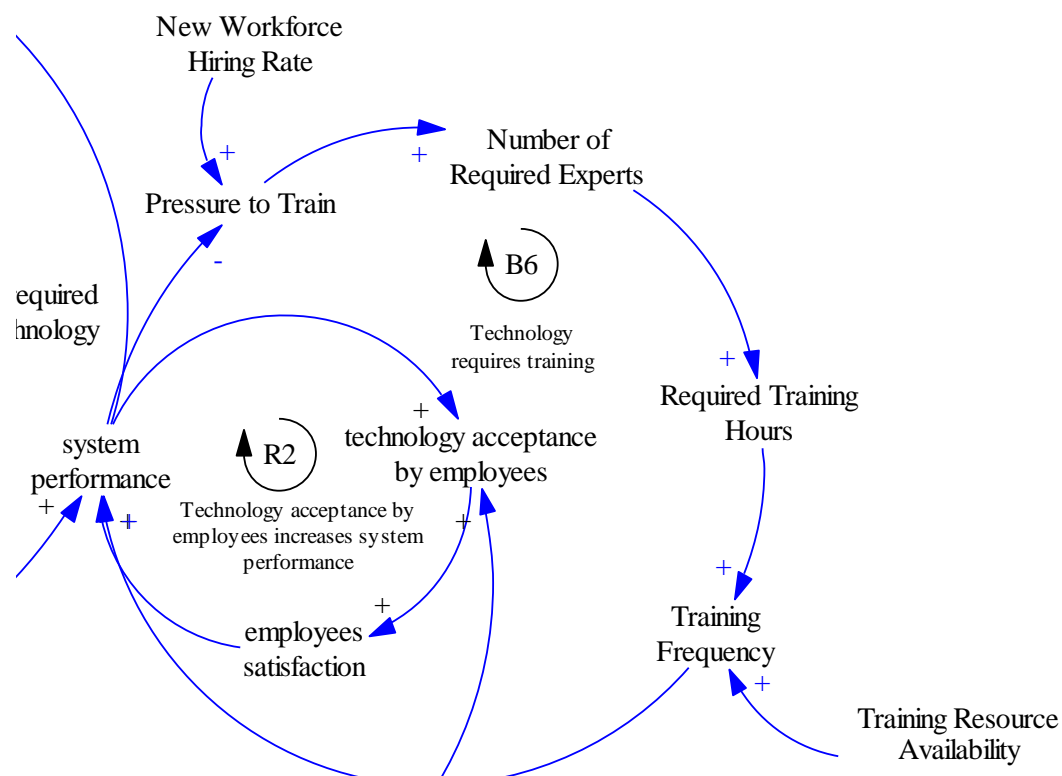 New Workforce
Hiring Rate
+
+
Number of
Required Experts
Pressure to Train
-
B6
equired
hnology
Technology
requires training
+
Required Training
Hours
+
technology acceptance
by employees
system
performance
R2
+
+
+
Technology acceptance by
employees increases system
performance
+
+
employees
satisfaction
Training
Frequency
+
Training Resource
Availability